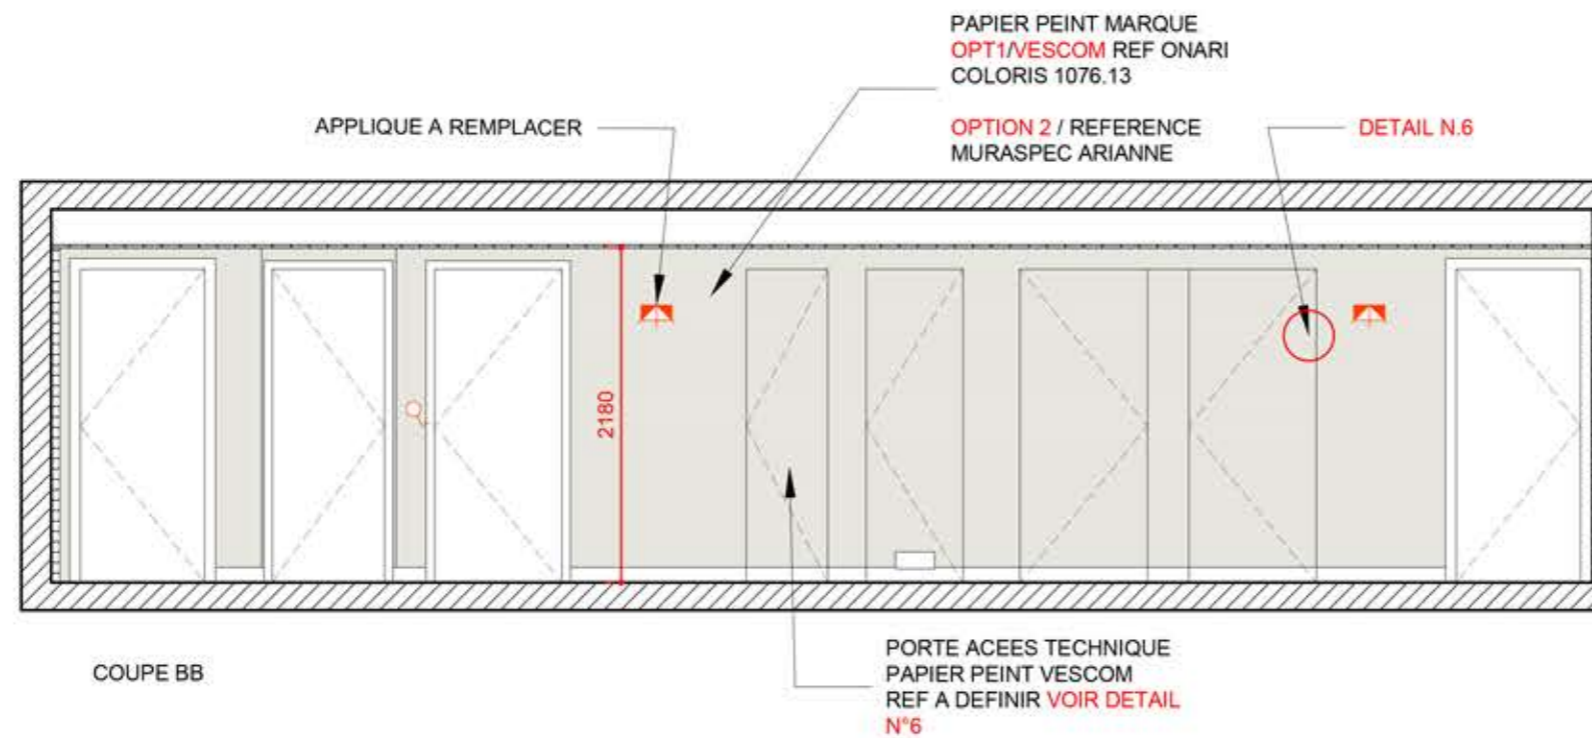 PAPIER PEINT MARQUE
OPT1/VESCOM REF ONARI
COLORIS 1076.13
APPLIQUE A REMPLACER
OPTION 2 / REFERENCE
MURASPEC ARIANNE
DETAIL N.6
2180
PORTE ACEES TECHNIQUE
PAPIER PEINT VESCOM
REF A DEFINIR VOIR DETAIL
N°6
COUPE BB